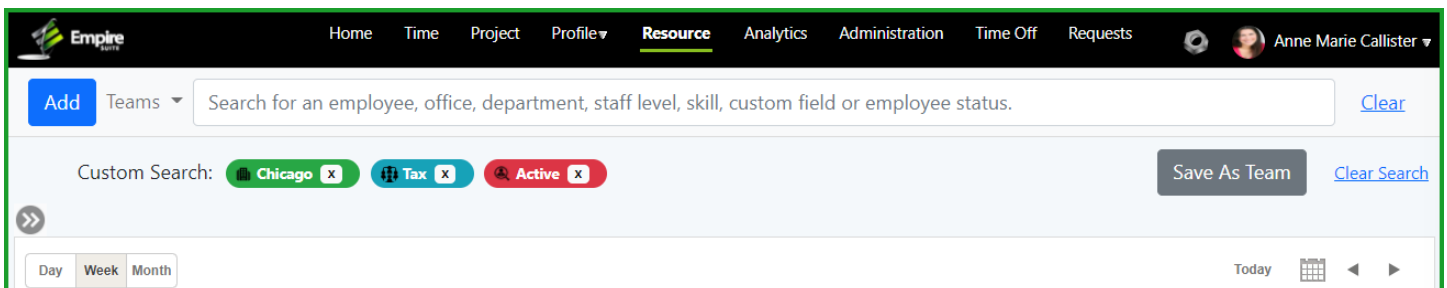 Empire SUITE Home Time Project Profile Resource Analytics Administration Time Off Requests Anne Marie Callister
Add Teams Search for an employee, office, department, staff level, skill, custom field or employee status. Clear
Custom Search: Chicago x Tax x Active x Save As Team Clear Search
Day Week Month Today